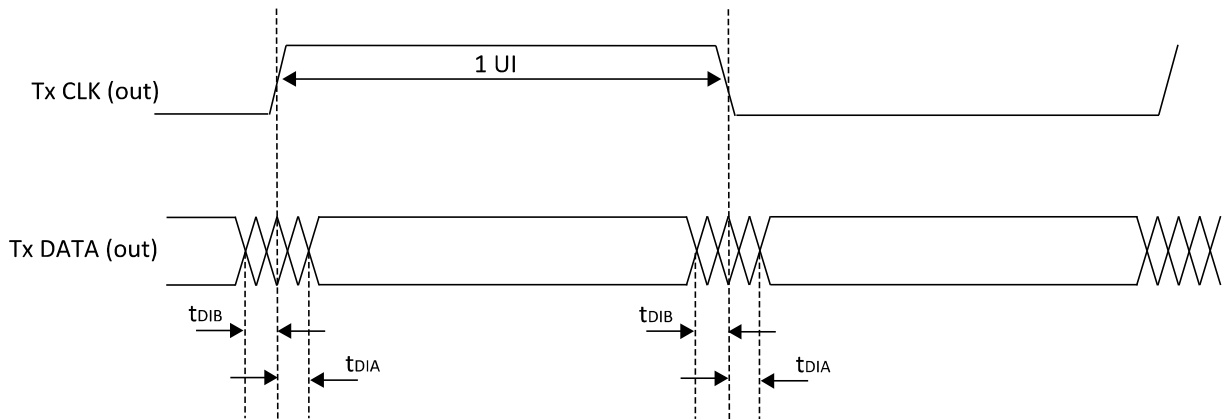 1 UI
Tx CLK (out)
Tx DATA (out)
tDIB
tDIB
tDIA
tDIA